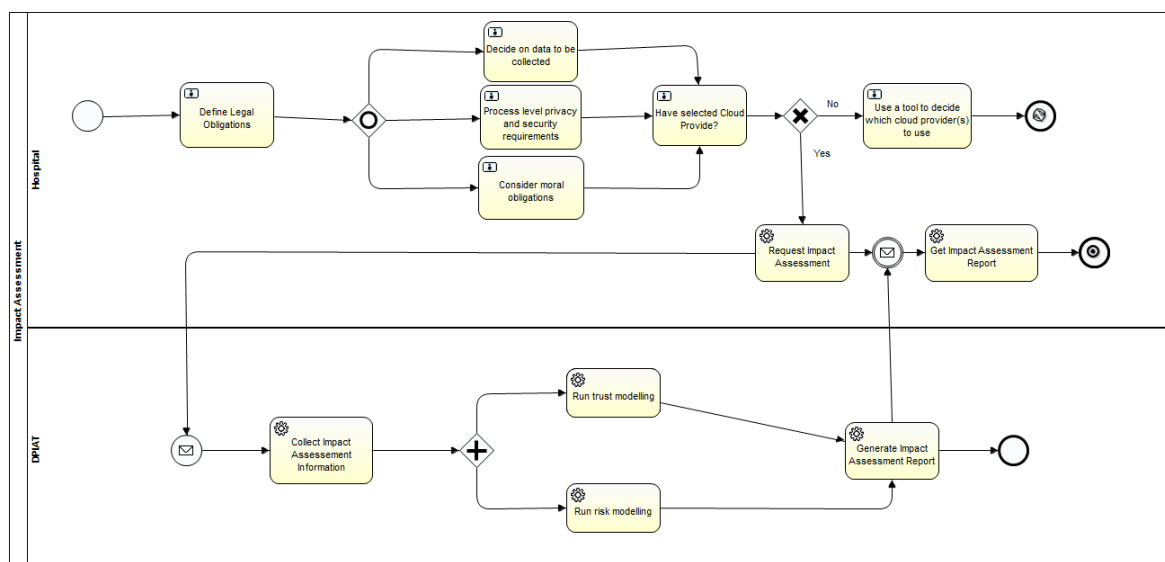 Impact Assessment
Hospital
Define Legal
Obligations
Decide on data to be
collected
Process level privacy
and security
requirements
Consider moral
obligations
Have selected Cloud
Provide?
No
Yes
Use a tool to decide
which cloud provider(s)
to use
Request Impact
Assessment
Get Impact Assessment
Report
DPIAT
Collect Impact
Assessement
Information
Run trust modelling
Run risk modelling
Generate Impact
Assessment Report